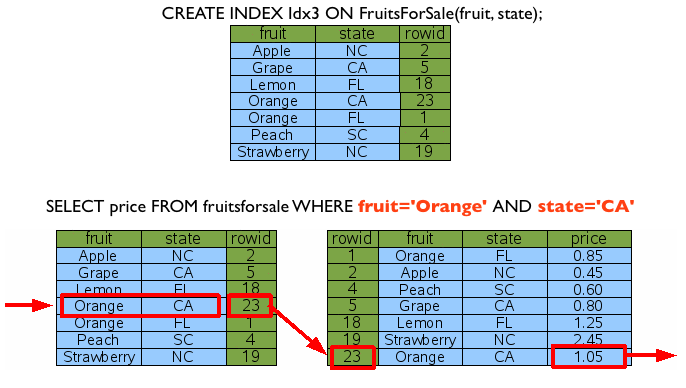 CREATE INDEX Idx3 ON FruitsForSale(fruit, state);
fruit state rowid
Apple NC 2
Grape CA 5
Lemon FL 18
Orange CA 23
Orange FL 1
Peach SC 4
Strawberry NC 19
SELECT price FROM fruitsforsale WHERE fruit='Orange' AND state='CA'
fruit state rowid
Apple NC 2
Grape CA 5
Lemon FL 18
Orange CA 23
Orange FL 1
Peach SC 4
Strawberry NC 19
rowid fruit state price
1 Orange FL 0.85
2 Apple NC 0.45
4 Peach SC 0.60
5 Grape CA 0.80
18 Lemon FL 1.25
19 Strawberry NC 2.45
23 Orange CA 1.05